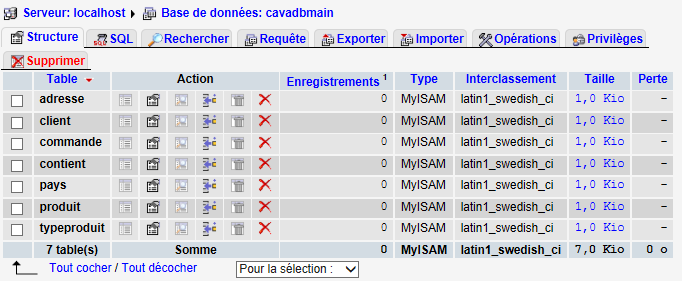 Serveur: localhost Base de données: cavadbmain
Structure SQL Rechercher Requête Exporter Importer Opérations Privilèges
Supprimer
Table Action Enregistrements 1 Type Interclassement Taille Perte
adresse 0 MyISAM latin1_swedish_ci 1,0 Kio –
client 0 MyISAM latin1_swedish_ci 1,0 Kio –
commande 0 MyISAM latin1_swedish_ci 1,0 Kio –
contient 0 MyISAM latin1_swedish_ci 1,0 Kio –
pays 0 MyISAM latin1_swedish_ci 1,0 Kio –
produit 0 MyISAM latin1_swedish_ci 1,0 Kio –
typeproduit 0 MyISAM latin1_swedish_ci 1,0 Kio –
7 table(s) Somme 0 MyISAM latin1_swedish_ci 7,0 Kio 0 o
Tout cocher / Tout décocher Pour la sélection :